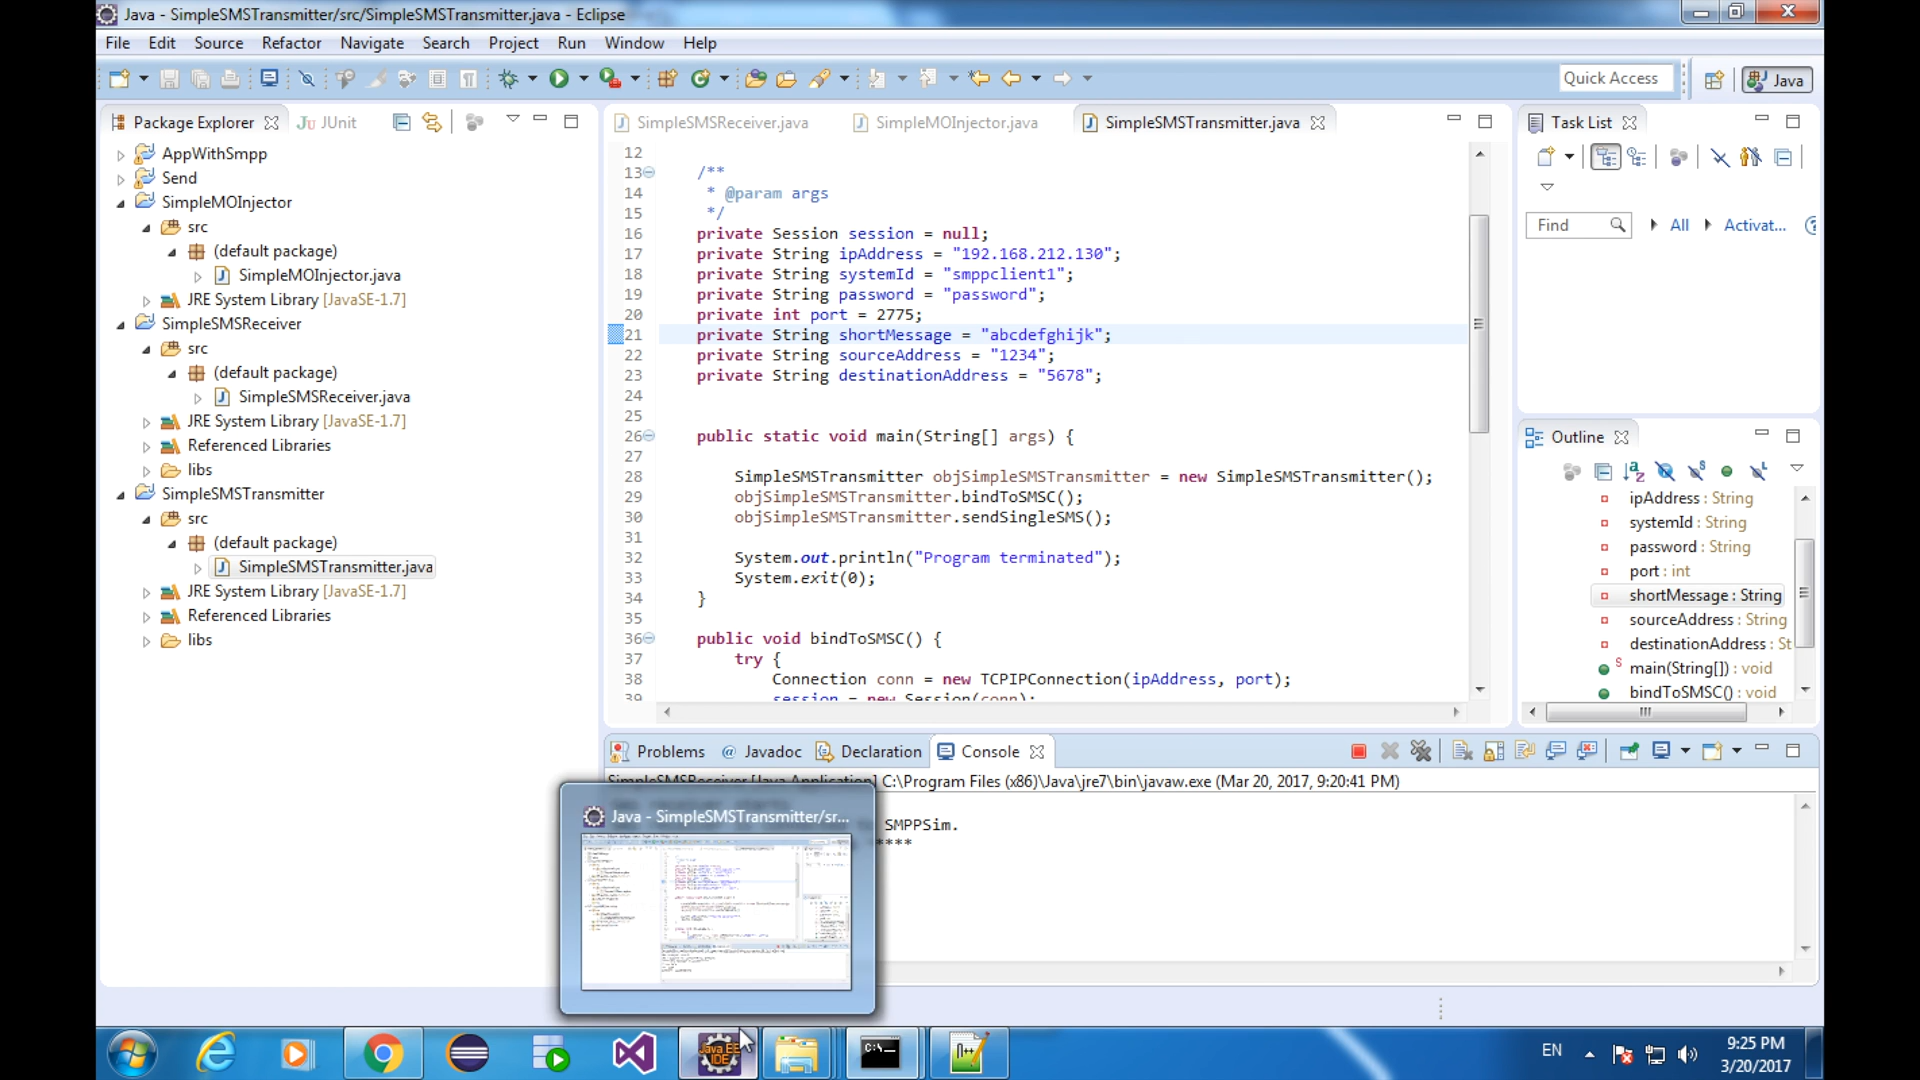 Java - SimpleSMSTransmitter/src/SimpleSMSTransmitter.java - Eclipse
File Edit Source Refactor Navigate Search Project Run Window Help
Quick Access Java
Package Explorer JUnit
AppWithSmpp
Send
SimpleMOInjector
src
(default package)
SimpleMOInjector.java
JRE System Library [JavaSE-1.7]
SimpleSMSReceiver
src
(default package)
SimpleSMSReceiver.java
JRE System Library [JavaSE-1.7]
Referenced Libraries
libs
SimpleSMSTransmitter
src
(default package)
SimpleSMSTransmitter.java
JRE System Library [JavaSE-1.7]
Referenced Libraries
libs
SimpleSMSReceiver.java SimpleMOInjector.java SimpleSMSTransmitter.java
12
13 /**
14 * @param args
15 */
16 private Session session = null;
17 private String ipAddress = "192.168.212.130";
18 private String systemId = "smppclient1";
19 private String password = "password";
20 private int port = 2775;
21 private String shortMessage = "abcdefghijk";
22 private String sourceAddress = "1234";
23 private String destinationAddress = "5678";
24
25
26 public static void main(String[] args) {
27
28 SimpleSMSTransmitter objSimpleSMSTransmitter = new SimpleSMSTransmitter();
29 objSimpleSMSTransmitter.bindToSMSC();
30 objSimpleSMSTransmitter.sendSingleSMS();
31
32 System.out.println("Program terminated");
33 System.exit(0);
34 }
35
36 public void bindToSMSC() {
37 try {
38 Connection conn = new TCPIPConnection(ipAddress, port);
39 session = new Session(conn);
Task List
Find All Activat...
Outline
ipAddress : String
systemId : String
password : String
port : int
shortMessage : String
sourceAddress : String
destinationAddress : St
main(String[]) : void
bindToSMSC() : void
Problems Javadoc Declaration Console
SimpleSMSReceiver [Java Application] C:\Program Files (x86)\Java\jre7\bin\javaw.exe (Mar 20, 2017, 9:20:41 PM)
SMPPSim.
****
Java - SimpleSMSTransmitter/sr...
Java EE
IDE
C:\_
n++
EN
9:25 PM
3/20/2017